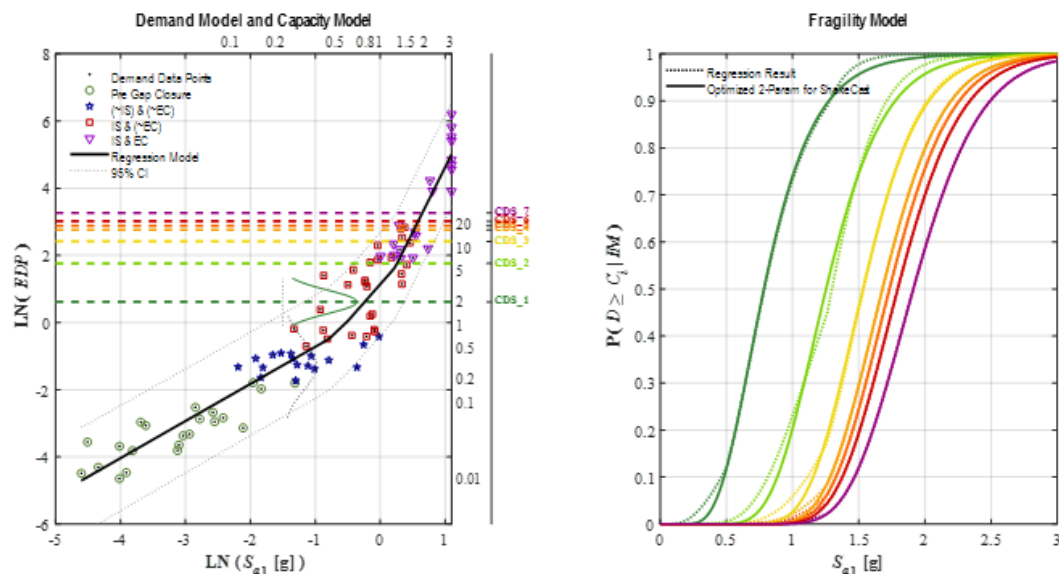 Demand Model and Capacity Model
0.1 0.2 0.5 0.81 1.5 2 3
8
6
4
2
0
-2
-4
-6
LN(EDP)
Demand Data Points
Pre Gap Closure
(~IS) & (~EC)
IS & (~EC)
IS & EC
Regression Model
95% CI
20
10
5
2
1
0.5
0.2
0.1
0.01
CDS_7
CDS_6
CDS_4
CDS_3
CDS_2
CDS_1
-5 -4 -3 -2 -1 0 1
LN (Sa1 [g])
Fragility Model
1
0.9
0.8
0.7
0.6
0.5
0.4
0.3
0.2
0.1
0
P(D ≥ Ci | IM)
Regression Result
Optimized 2-Param for ShakeCast
0 0.5 1 1.5 2 2.5 3
Sa1 [g]